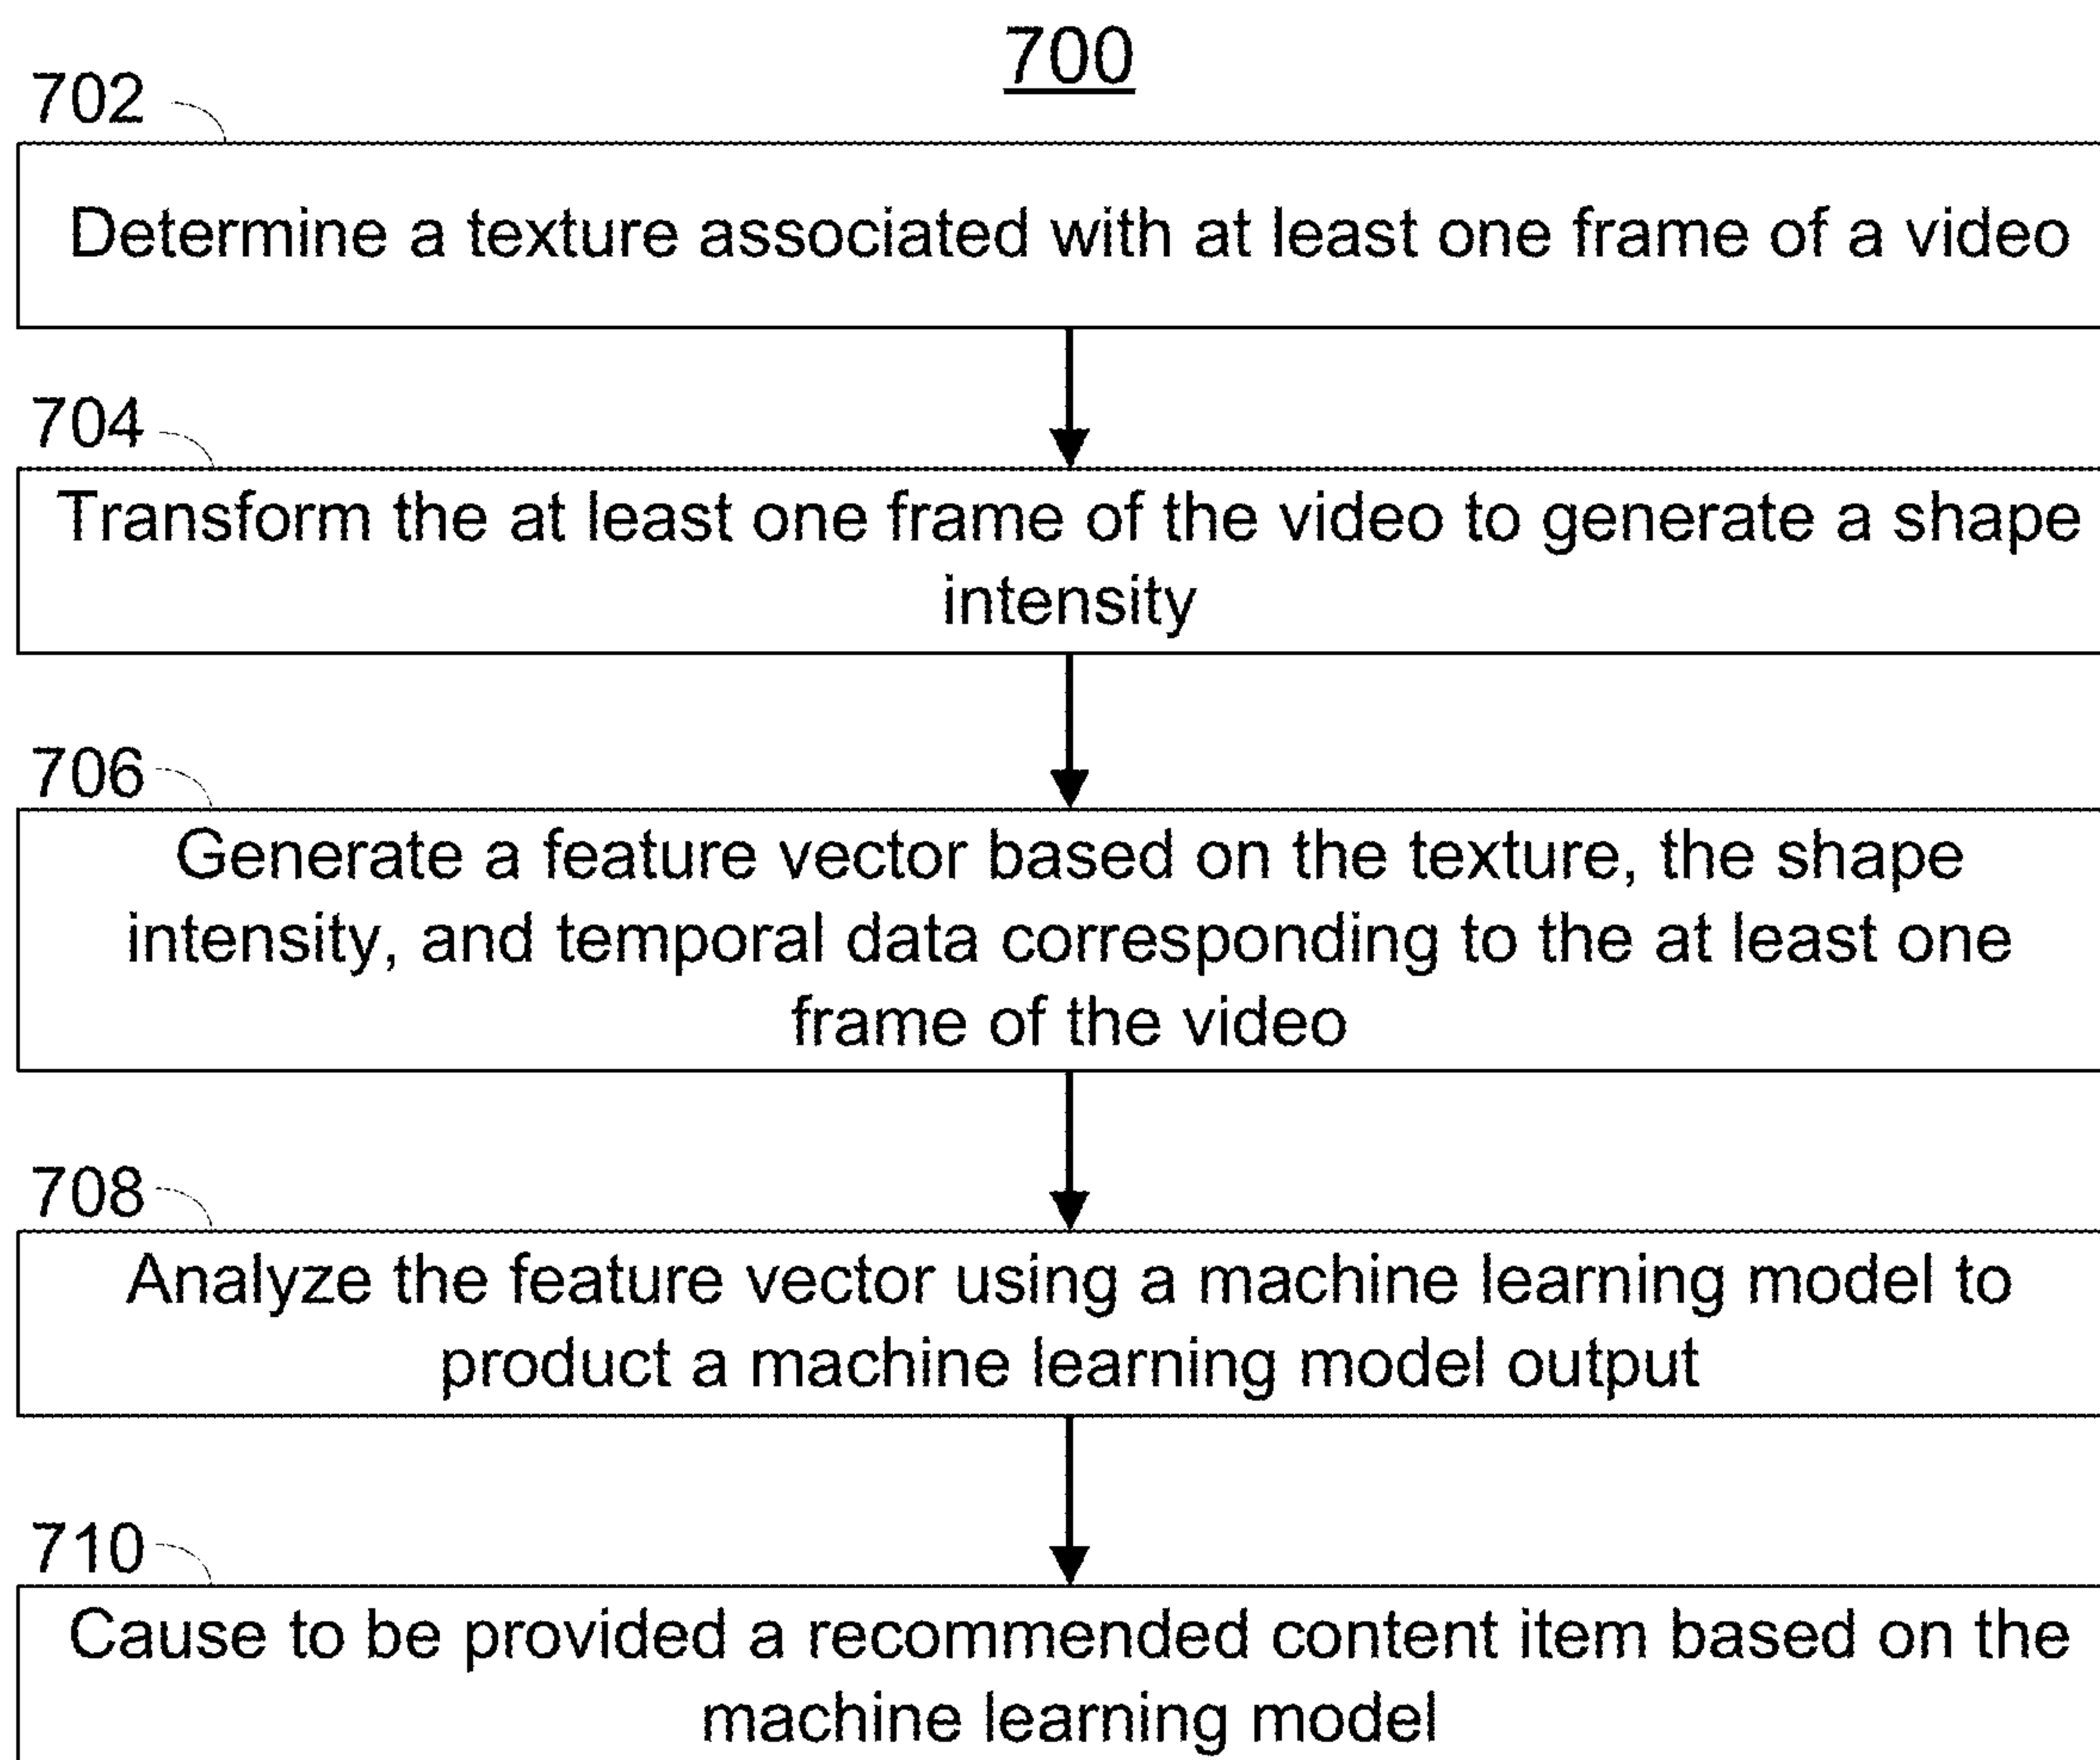 700
702
Determine a texture associated with at least one frame of a video
704
Transform the at least one frame of the video to generate a shape
intensity
706
Generate a feature vector based on the texture, the shape
intensity, and temporal data corresponding to the at least one
frame of the video
708
Analyze the feature vector using a machine learning model to
product a machine learning model output
710
Cause to be provided a recommended content item based on the
machine learning model